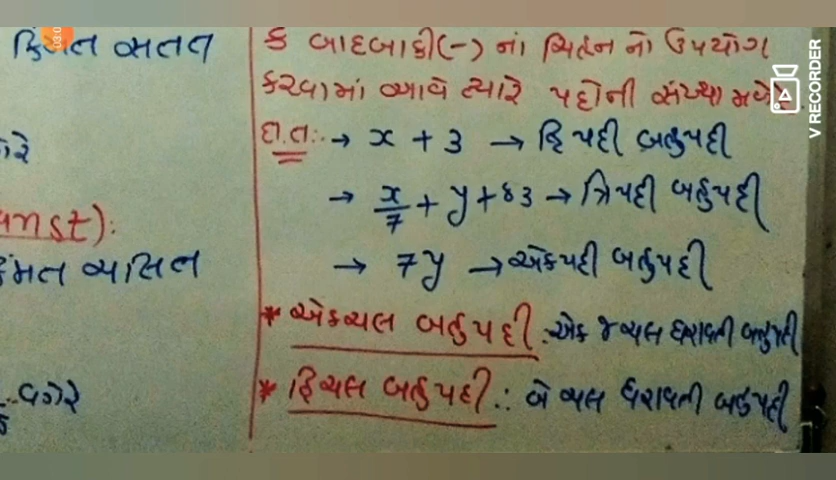 કિંમત સતત
કે બાદબાકી(-) નાં ચિહ્ન નો ઉપયોગ
કરવામાં આવે ત્યારે પદોની સંખ્યા મળે છે.
દા.ત.: → x + 3 → દ્વિપદી બહુપદી
→ x/7 + y + 83 → ત્રિપદી બહુપદી
→ 7y → એકપદી બહુપદી
* એકચલ બહુપદી: એક જ ચલ ધરાવતી બહુપદી
* દ્વિચલ બહુપદી: બે ચલ ધરાવતી બહુપદી
nst):
વગેરે
V RECORDER